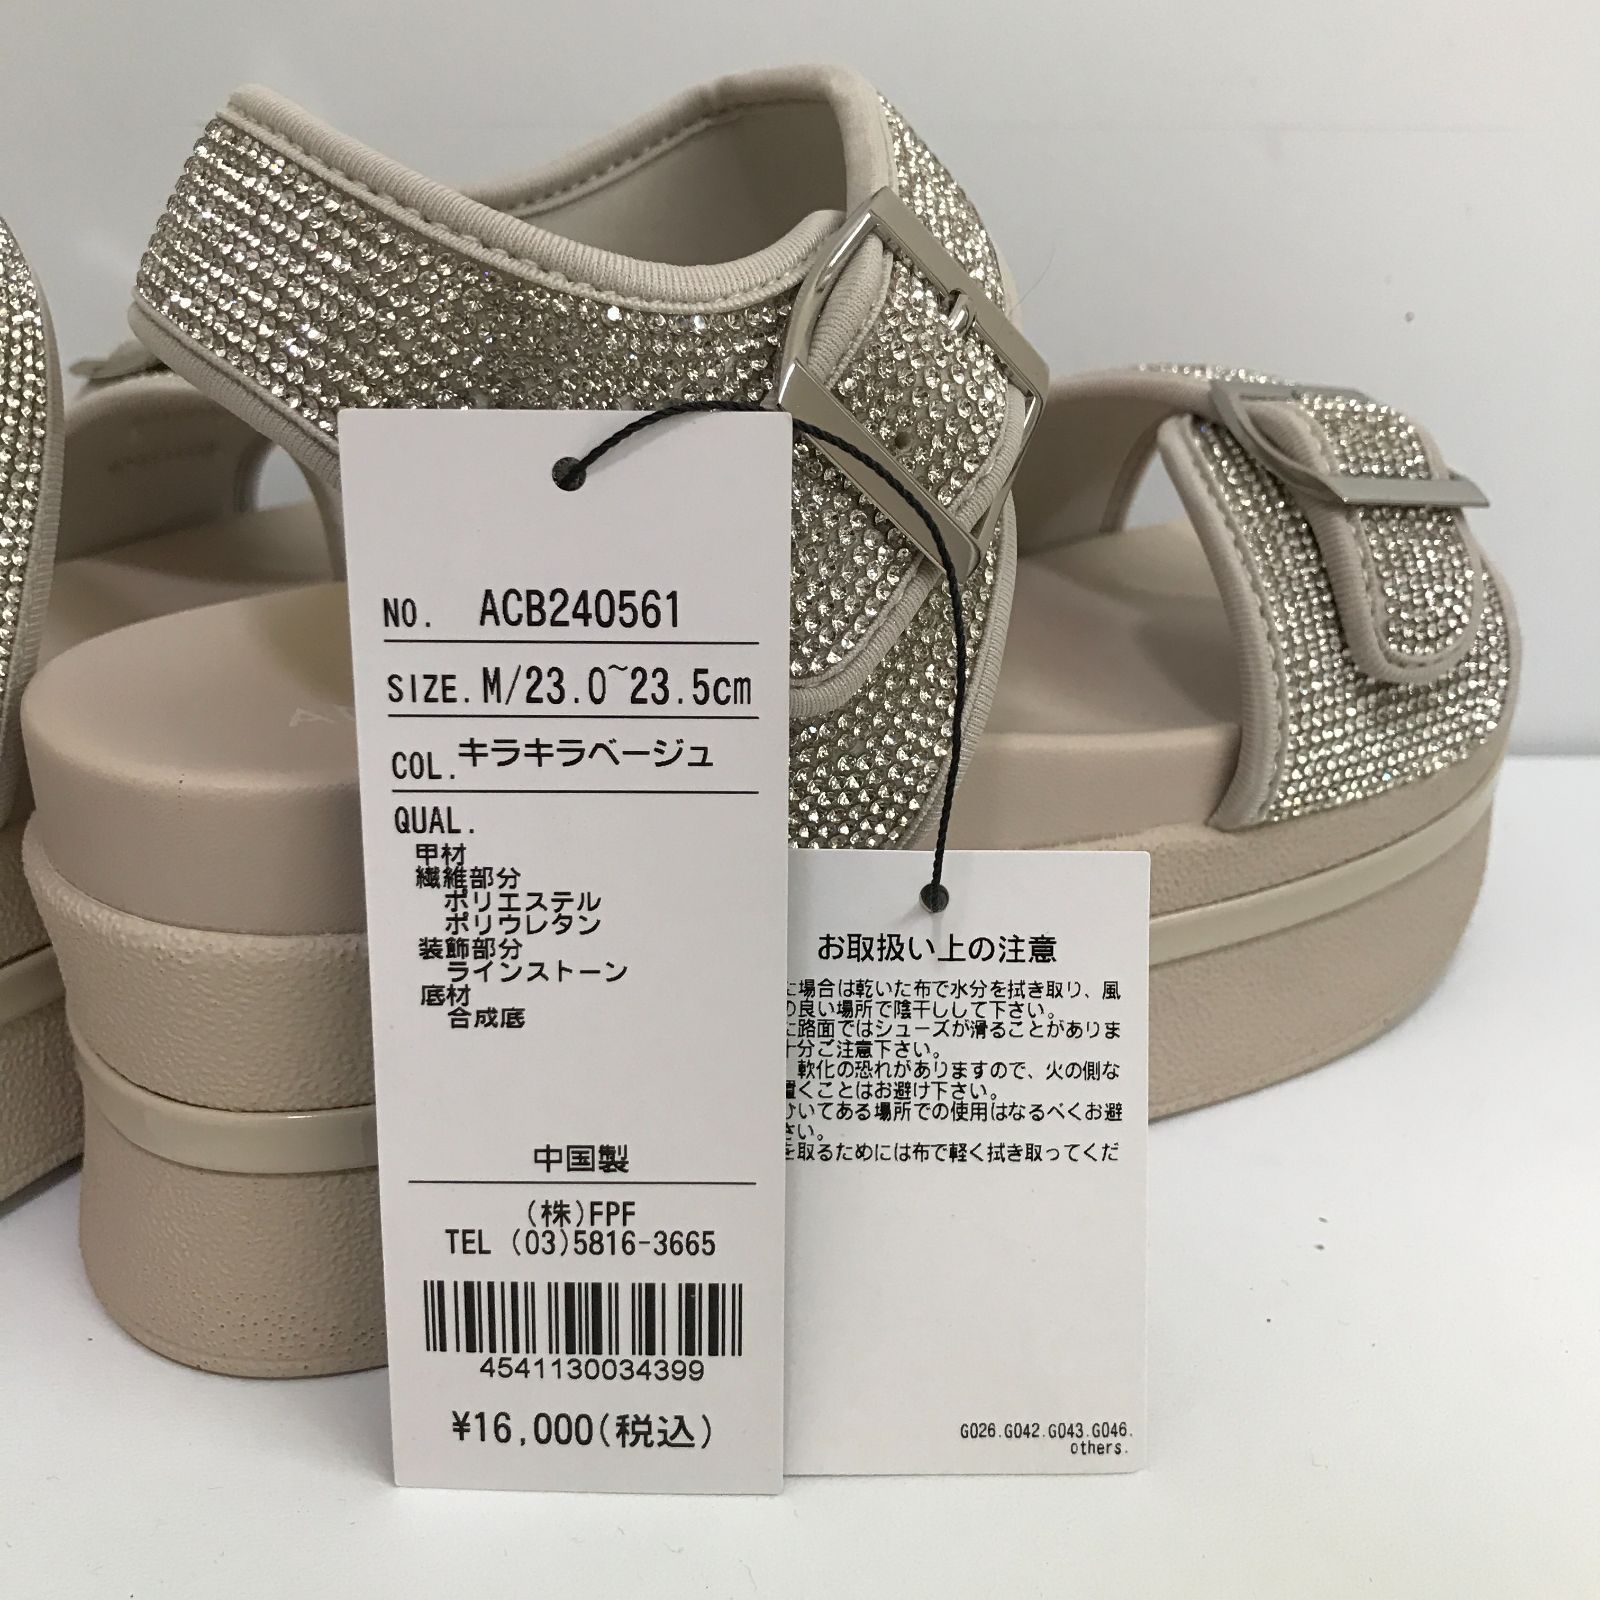 NO. ACB240561
SIZE. M/23.0~23.5cm
COL. キラキラベージュ
QUAL.
甲材
繊維部分
ポリエステル
ポリウレタン
装飾部分
ラインストーン
底材
合成底
中国製
(株)FPF
TEL (03)5816-3665
4541130034399
¥16,000(税込)
お取扱い上の注意
場合は乾いた布で水分を拭き取り、風
の良い場所で陰干しして下さい。
路面ではシューズが滑ることがありま
十分ご注意下さい。
軟化の恐れがありますので、火の側な
置くことはお避け下さい。
いてある場所での使用はなるべくお避
さい。
を取るためには布で軽く拭き取ってくだ
G026.G042.G043.G046.
others.